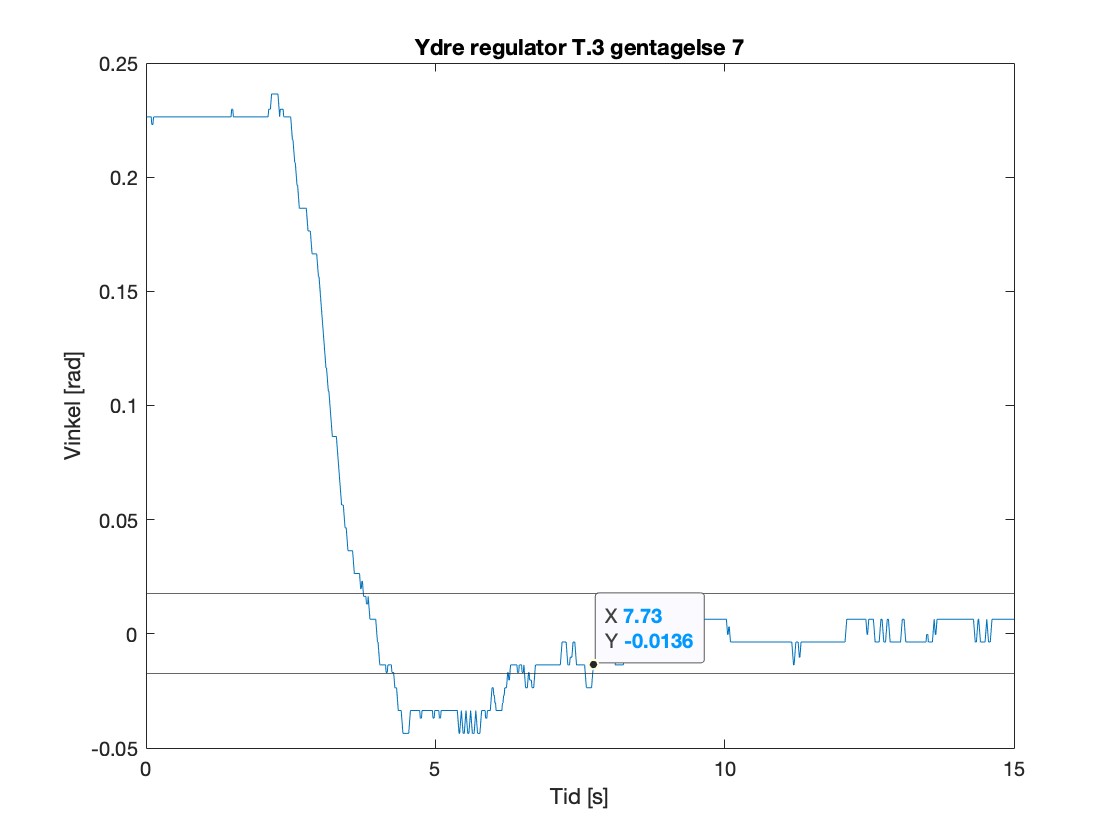 Ydre regulator T.3 gentagelse 7
0.25
0.2
0.15
0.1
0.05
0
-0.05
Vinkel [rad]
X 7.73
Y -0.0136
0
5
10
15
Tid [s]